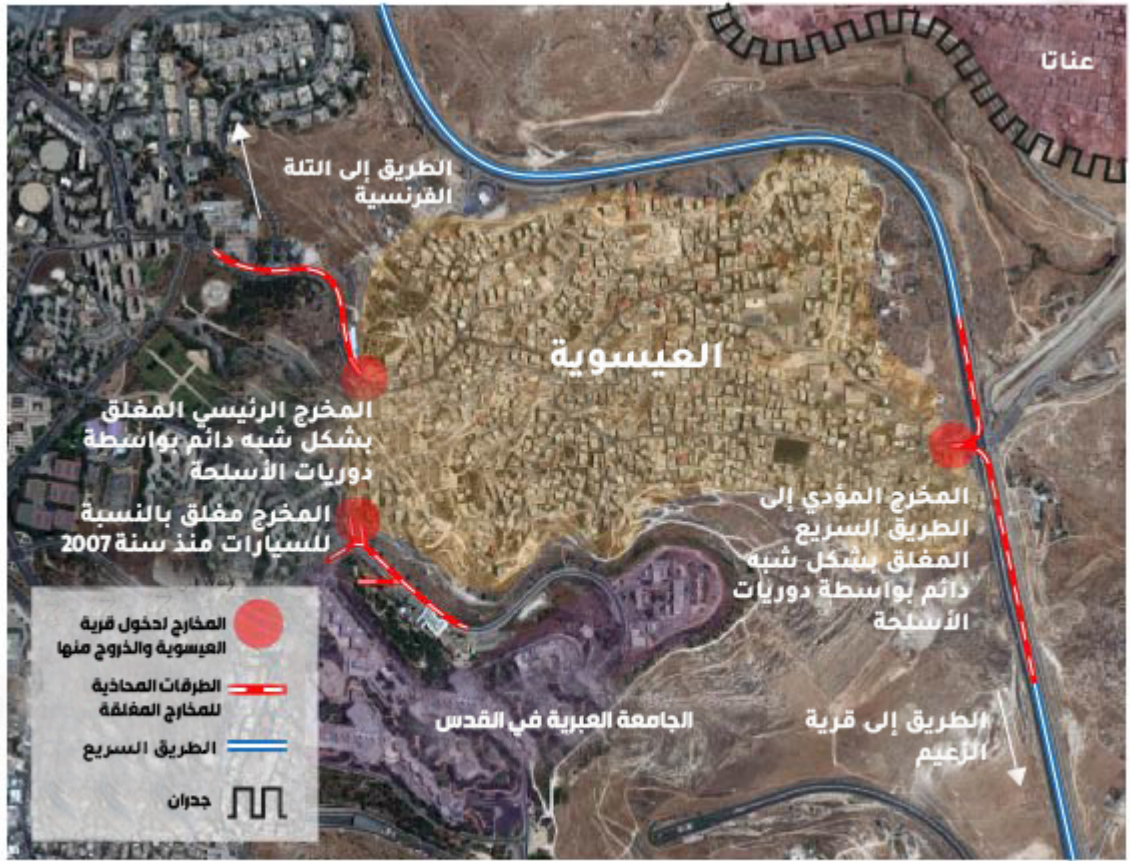 عناتا
الطريق إلى التلة
الفرنسية
العيسوية
المخرج الرئيسي المغلق
بشكل شبه دائم بواسطة
دوريات الأسلحة
المخرج مغلق بالنسبة
للسيارات منذ سنة 2007
المخرج المؤدي إلى
الطريق السريع
المغلق بشكل شبه
دائم بواسطة دوريات
الأسلحة
الجامعة العبرية في القدس
الطريق إلى قرية
الزعيم
المخارج لدخول قرية
العيسوية والخروج منها
الطرقات المحاذية
للمخارج المغلقة
الطريق السريع
جدران